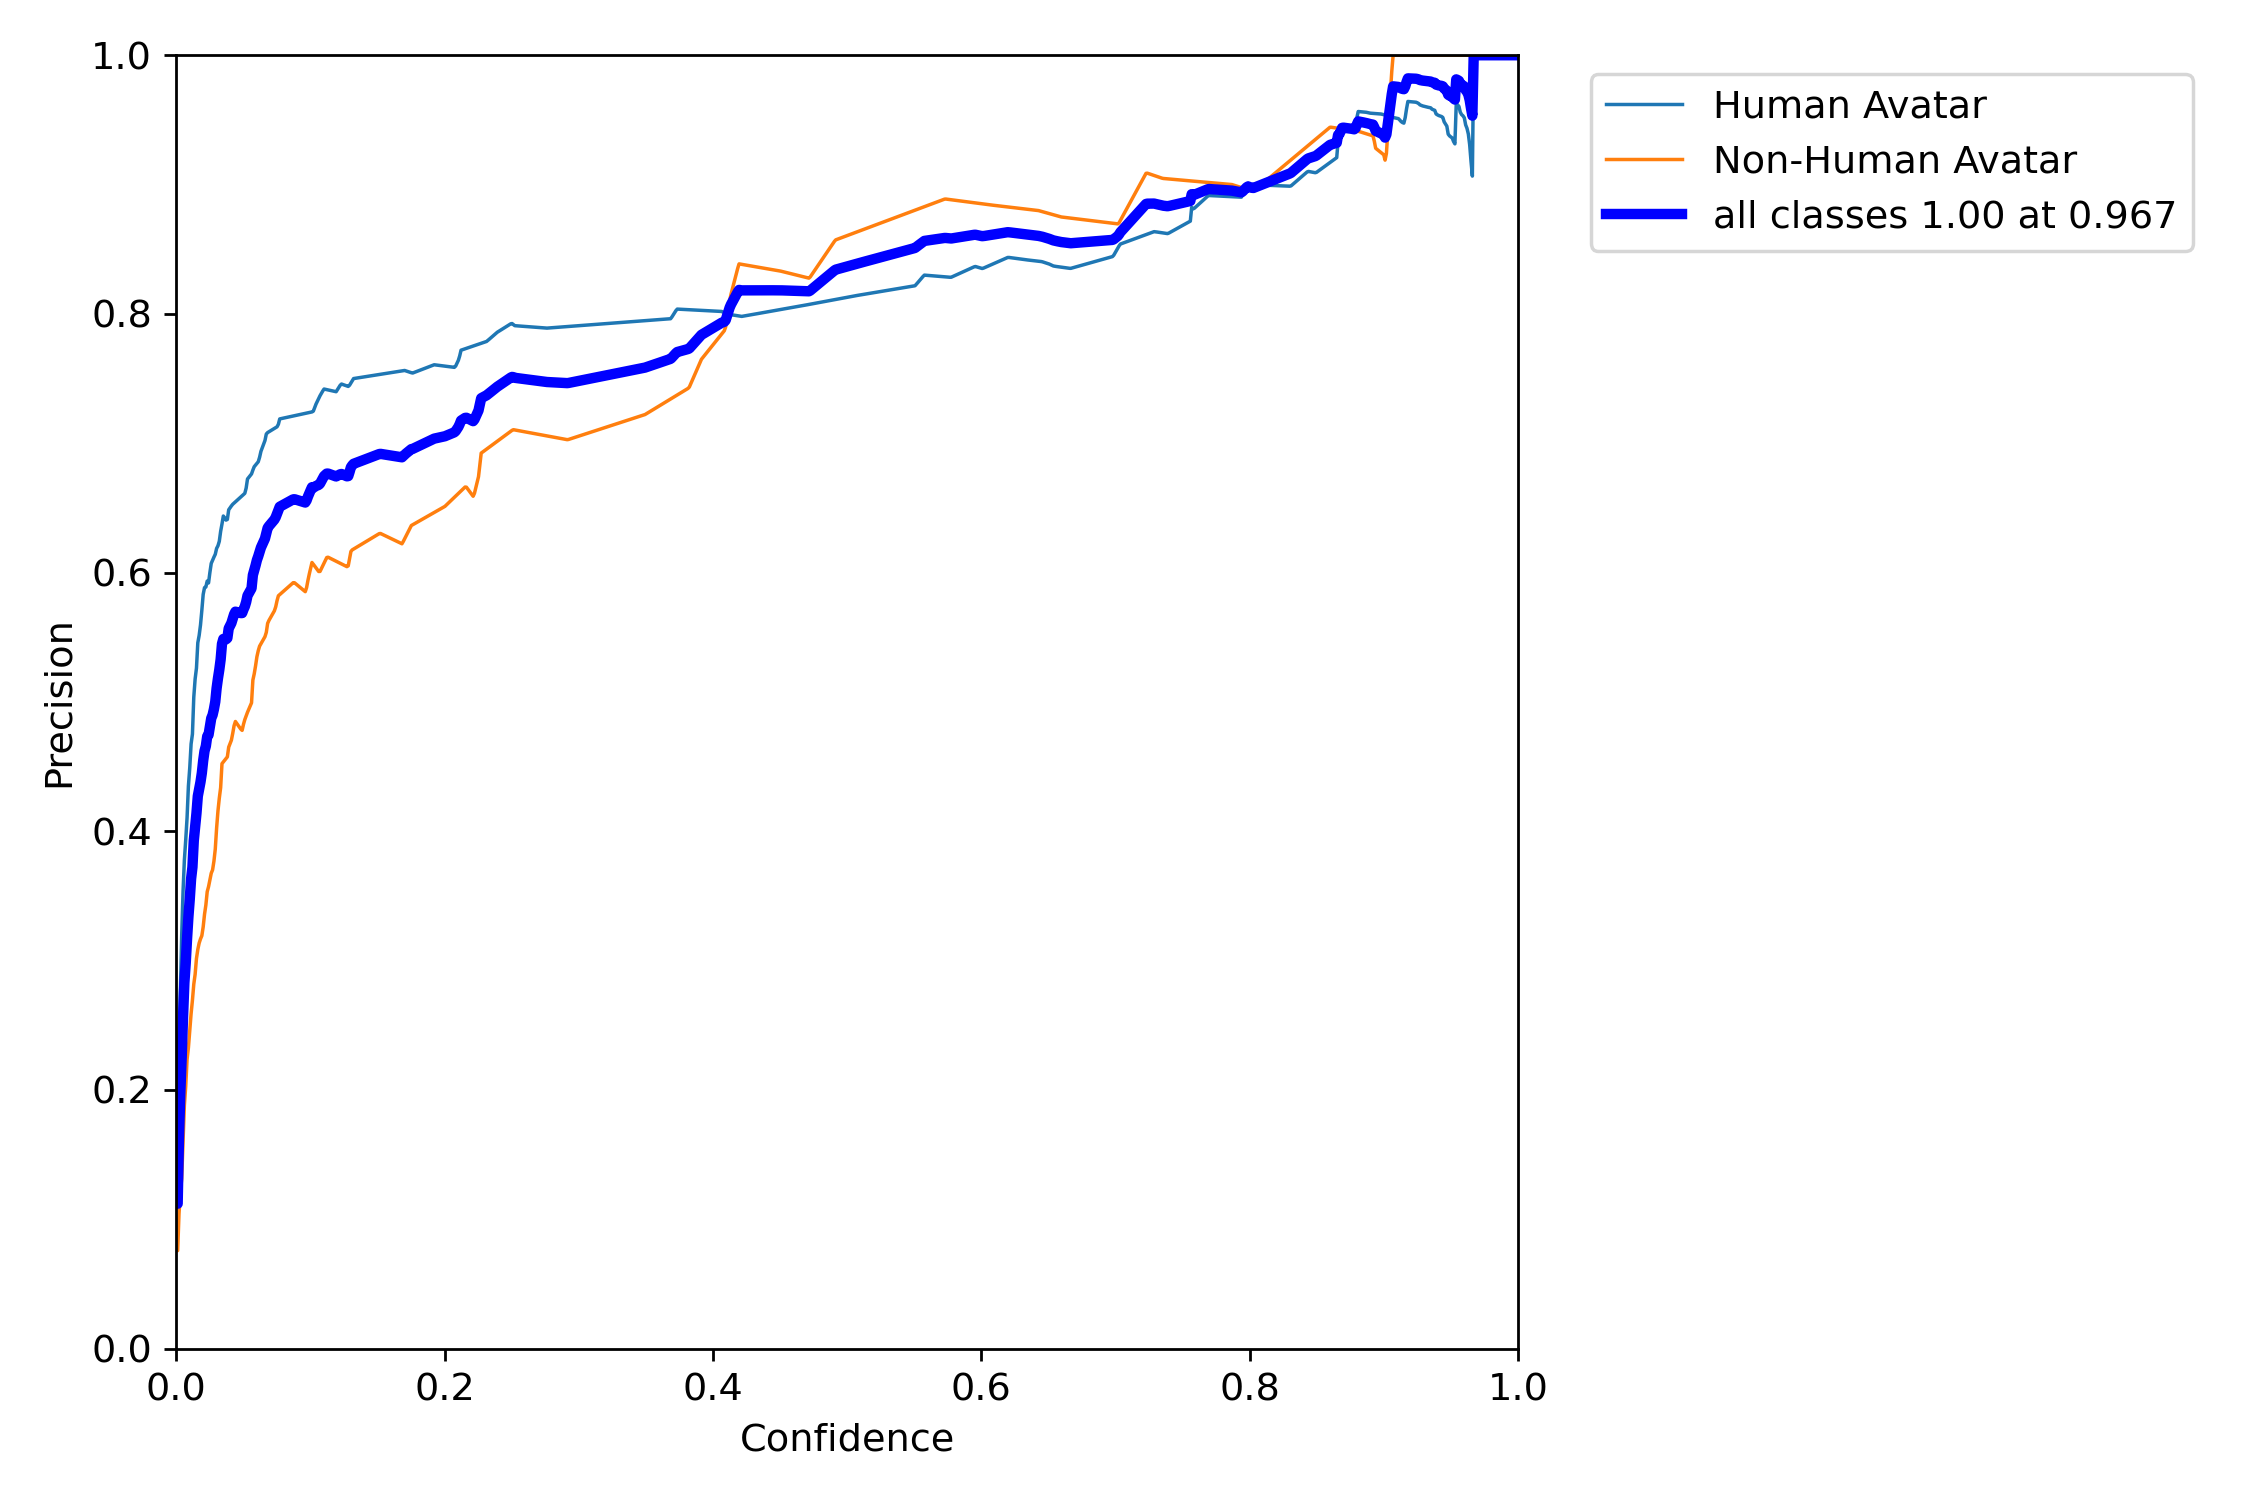 1.0
0.8
0.6
0.4
0.2
0.0
Precision
0.0 0.2 0.4 0.6 0.8 1.0
Confidence
Human Avatar
Non-Human Avatar
all classes 1.00 at 0.967